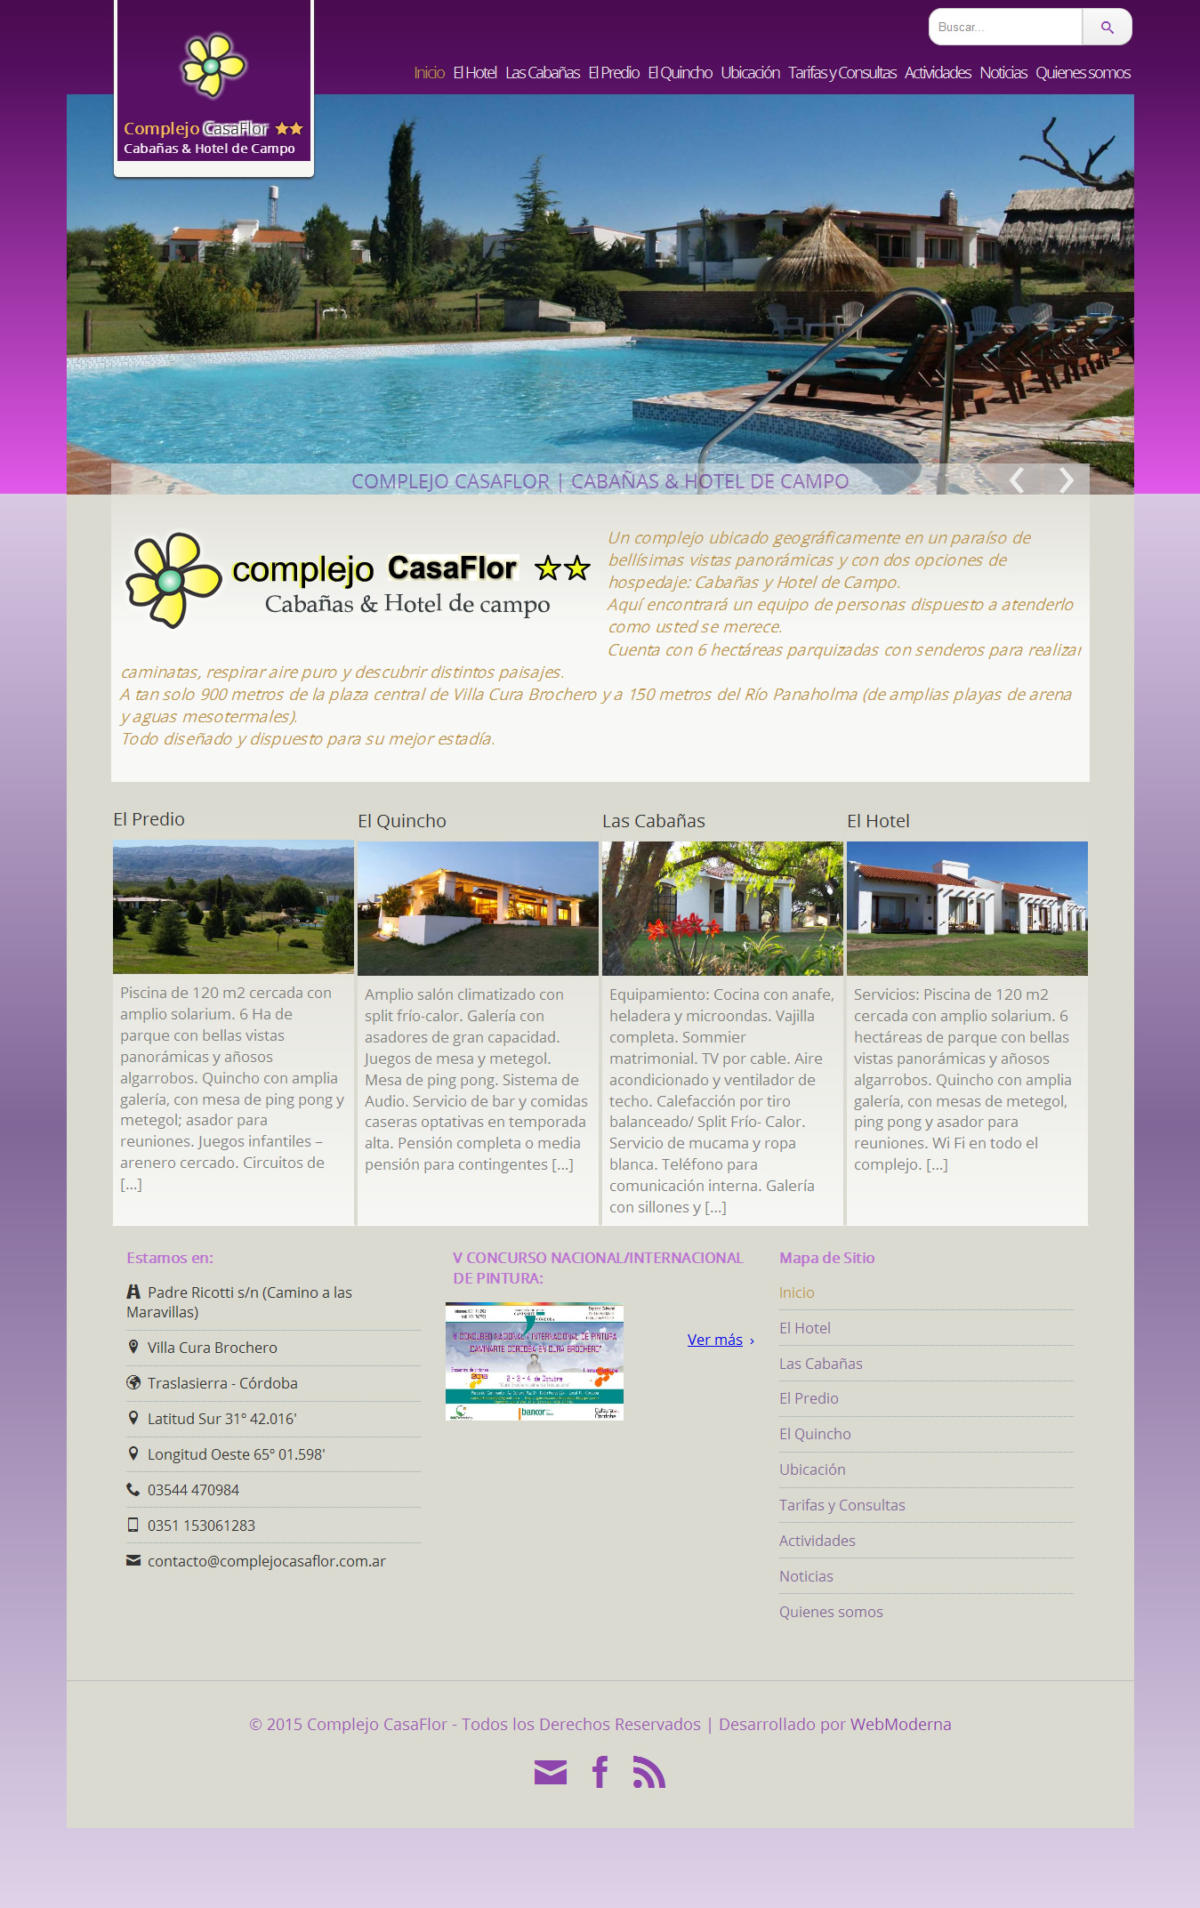 Buscar...
Inicio El Hotel Las Cabañas El Predio El Quincho Ubicación Tarifas y Consultas Actividades Noticias Quienes somos
Complejo CasaFlor
Cabañas & Hotel de Campo
COMPLEJO CASAFLOR | CABAÑAS & HOTEL DE CAMPO
complejo CasaFlor
Cabañas & Hotel de campo
Un complejo ubicado geográficamente en un paraíso de
bellísimas vistas panorámicas y con dos opciones de
hospedaje: Cabañas y Hotel de Campo.
Aquí encontrará un equipo de personas dispuesto a atenderlo
como usted se merece.
Cuenta con 6 hectáreas parquizadas con senderos para realizar
caminatas, respirar aire puro y descubrir distintos paisajes.
A tan solo 900 metros de la plaza central de Villa Cura Brochero y a 150 metros del Río Panaholma (de amplias playas de arena
y aguas mesotermales).
Todo diseñado y dispuesto para su mejor estadía.
El Predio
Piscina de 120 m2 cercada con
amplio solarium. 6 Ha de
parque con bellas vistas
panorámicas y añosos
algarrobos. Quincho con amplia
galería, con mesa de ping pong y
metegol; asador para
reuniones. Juegos infantiles –
arenero cercado. Circuitos de
[...]
El Quincho
Amplio salón climatizado con
split frío-calor. Galería con
asadores de gran capacidad.
Juegos de mesa y metegol.
Mesa de ping pong. Sistema de
Audio. Servicio de bar y comidas
caseras optativas en temporada
alta. Pensión completa o media
pensión para contingentes [...]
Las Cabañas
Equipamiento: Cocina con anafe,
heladera y microondas. Vajilla
completa. Sommier
matrimonial. TV por cable. Aire
acondicionado y ventilador de
techo. Calefacción por tiro
balanceado/ Split Frío- Calor.
Servicio de mucama y ropa
blanca. Teléfono para
comunicación interna. Galería
con sillones y [...]
El Hotel
Servicios: Piscina de 120 m2
cercada con amplio solarium. 6
hectáreas de parque con bellas
vistas panorámicas y añosos
algarrobos. Quincho con amplia
galería, con mesas de metegol,
ping pong y asador para
reuniones. Wi Fi en todo el
complejo. [...]
Estamos en:
Padre Ricotti s/n (Camino a las
Maravillas)
Villa Cura Brochero
Traslasierra - Córdoba
Latitud Sur 31° 42.016'
Longitud Oeste 65° 01.598'
03544 470984
0351 153061283
contacto@complejocasaflor.com.ar
V CONCURSO NACIONAL/INTERNACIONAL
DE PINTURA:
V CONCURSO NACIONAL - INTERNACIONAL DE PINTURA
"CAMINARTE CORDOBA EN CURA BROCHERO"
2 - 3 - 4 de Octubre
bancor
Ver más ›
Mapa de Sitio
Inicio
El Hotel
Las Cabañas
El Predio
El Quincho
Ubicación
Tarifas y Consultas
Actividades
Noticias
Quienes somos
© 2015 Complejo CasaFlor - Todos los Derechos Reservados | Desarrollado por WebModerna